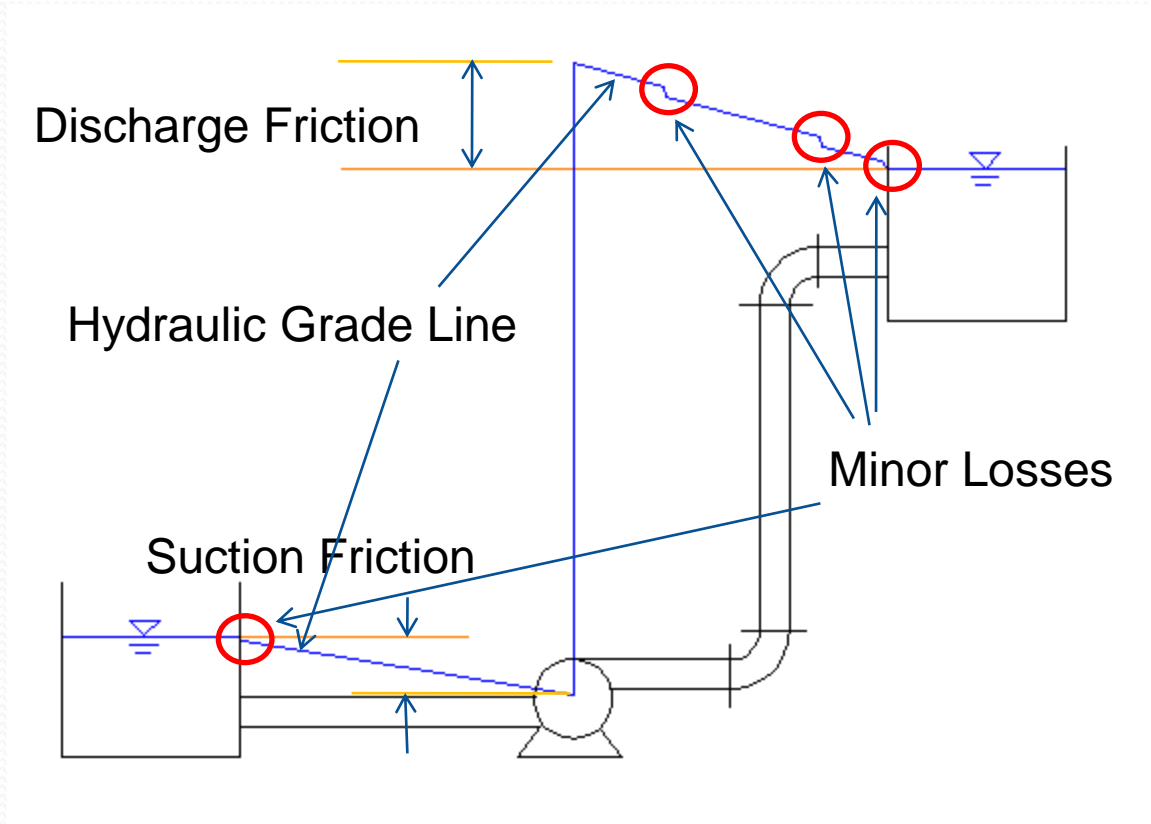 Discharge Friction
Hydraulic Grade Line
Minor Losses
Suction Friction